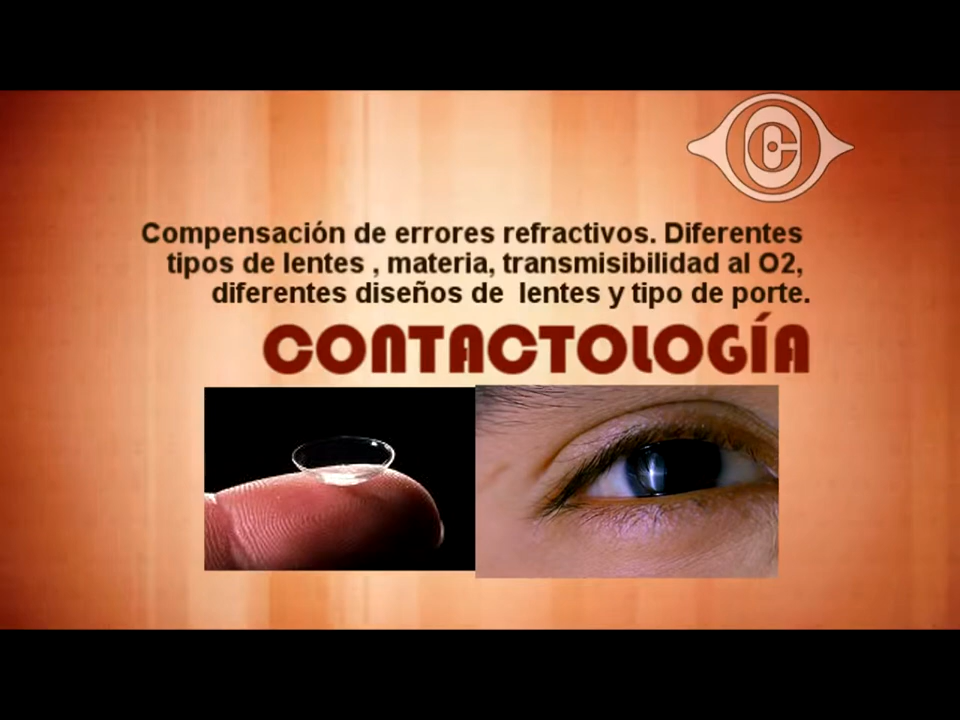 Compensación de errores refractivos. Diferentes
tipos de lentes , materia, transmisibilidad al O2,
diferentes diseños de lentes y tipo de porte.
CONTACTOLOGÍA